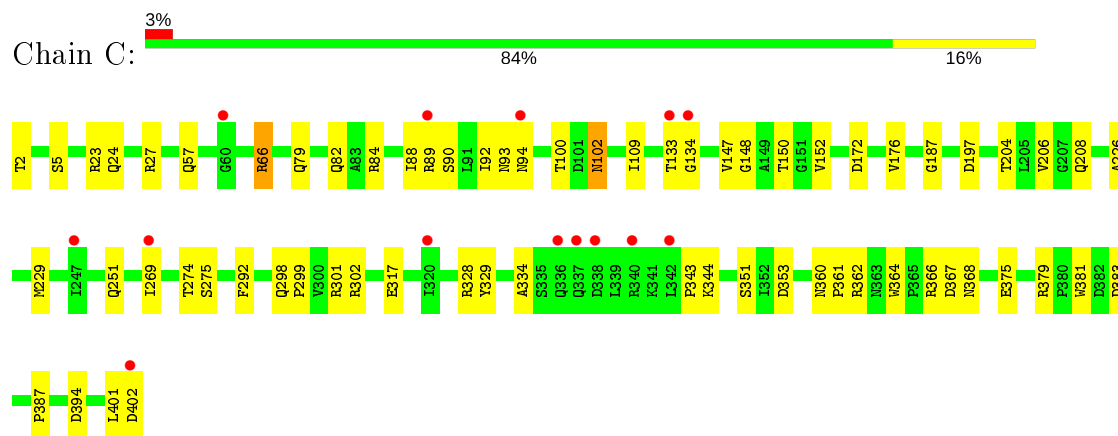 3%
Chain C:
84% 16%
T2 S5 R23 Q24 R27 Q57 G60 R66 Q79 Q82 A83 R84 I88 R89 S90 L91 I92 N93 N94 T100 D101 N102 I109 T133 G134 V147 G148 A149 T150 G151 V152 D172 V176 G187 D197 T204 L205 V206 G207 Q208 A226
M229 I247 Q251 I269 T274 S275 F292 Q298 P299 V300 R301 R302 E317 I320 R328 Y329 A334 S335 Q336 Q337 D338 L339 R340 K341 L342 P343 K344 S351 I352 D353 N360 P361 R362 N363 W364 P365 R366 D367 N368 E375 R379 P380 W381 D382
P387 D394 L401 D402